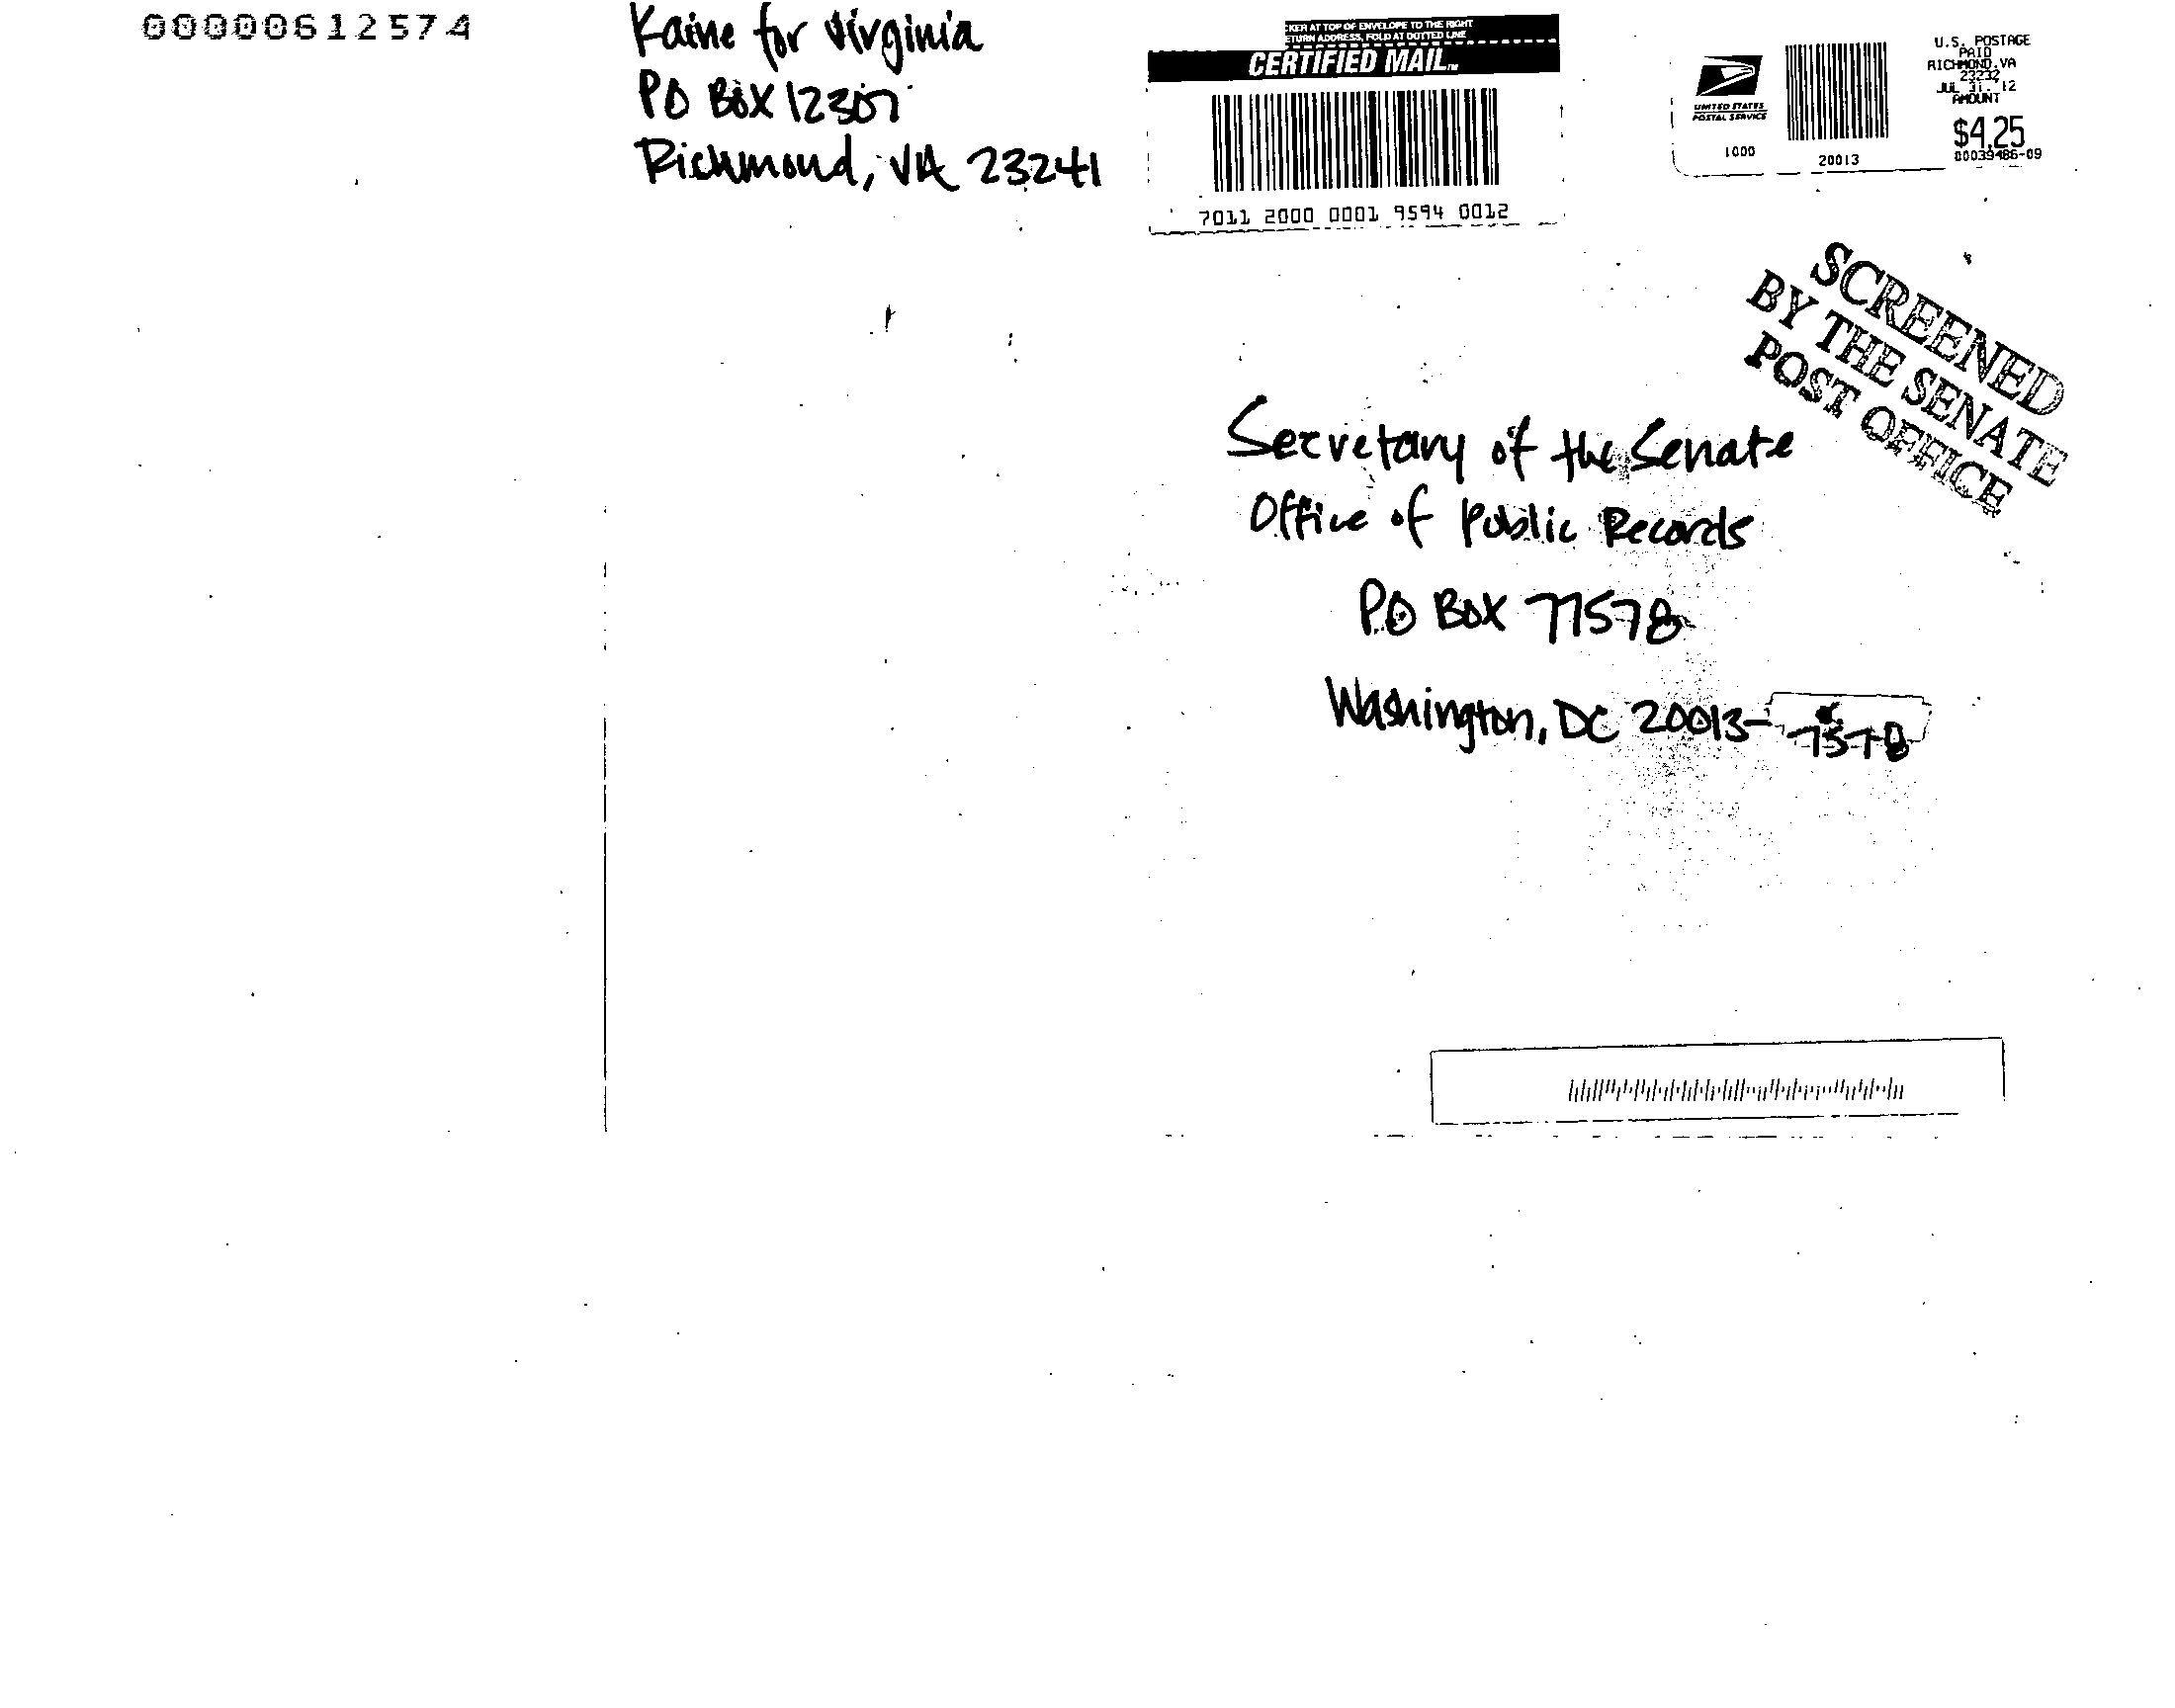 00000612574
Kaine for Virginia
PO BOX 12307
Richmond, VA 23241
KER AT TOP OF ENVELOPE TO THE RIGHT
ETURN ADDRESS, FOLD AT DOTTED LINE
CERTIFIED MAIL™
7011 2000 0001 9594 0012
UNITED STATES
POSTAL SERVICE
1000
20013
U.S. POSTAGE
PAID
RICHMOND, VA
23232
JUL 31, '12
AMOUNT
$4.25
00039486-09
SCREENED
BY THE SENATE
POST OFFICE
Secretary of the Senate
Office of Public Records
PO BOX 77578
Washington, DC 20013-7578